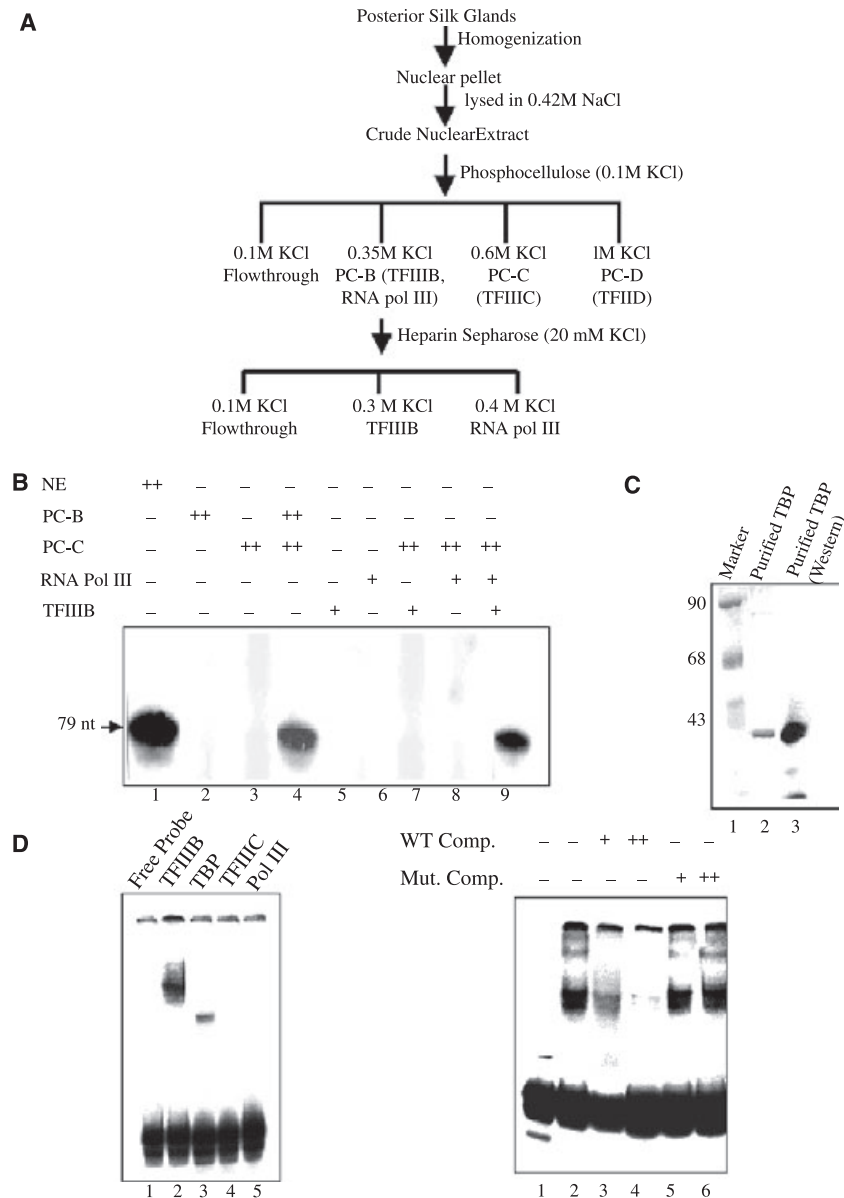 A
Posterior Silk Glands
Homogenization
Nuclear pellet
lysed in 0.42M NaCl
Crude NuclearExtract
Phosphocellulose (0.1M KCl)
0.1M KCl 0.35M KCl 0.6M KCl 1M KCl
Flowthrough PC-B (TFIIIB, PC-C PC-D
RNA pol III) (TFIIIC) (TFIID)
Heparin Sepharose (20 mM KCl)
0.1M KCl 0.3 M KCl 0.4 M KCl
Flowthrough TFIIIB RNA pol III
B
NE ++ – – – – – – – –
PC-B – ++ – ++ – – – – –
PC-C – – ++ ++ – – ++ ++ ++
RNA Pol III – – – – – + – + +
TFIIIB – – – – + – + – +
79 nt
1 2 3 4 5 6 7 8 9
C
Marker
Purified TBP
Purified TBP
(Western)
90
68
43
1 2 3
D
Free Probe
TFIIIB
TBP
TFIIIC
Pol III
1 2 3 4 5
WT Comp. – – + ++ – –
Mut. Comp. – – – – + ++
1 2 3 4 5 6